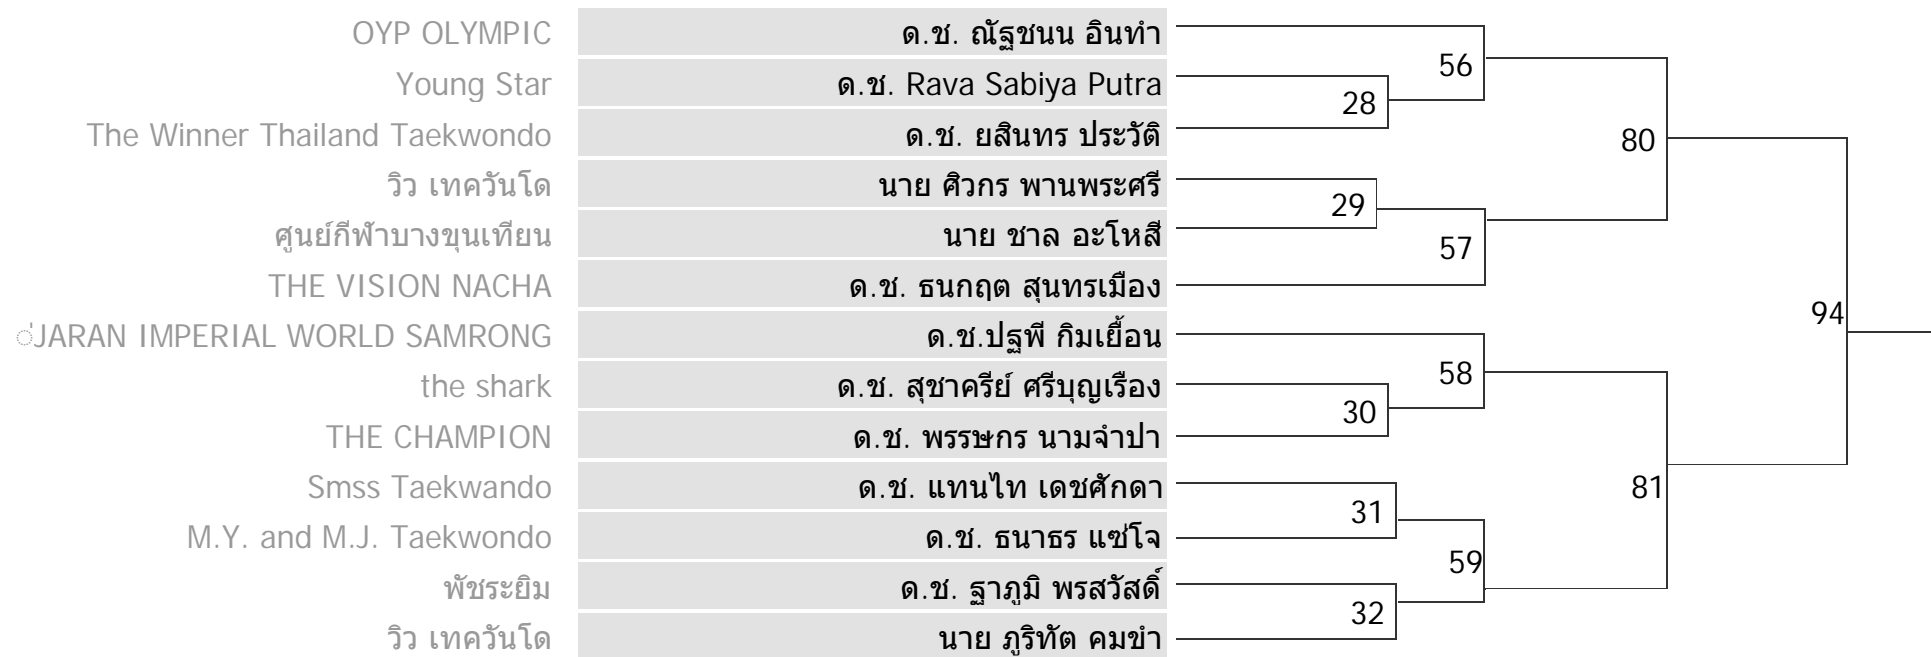 OYP OLYMPIC ด.ช. ณัฐชนน อินทำ
56
Young Star ด.ช. Rava Sabiya Putra
28
The Winner Thailand Taekwondo ด.ช. ยสินทร ประวัติ
80
วิว เทควันโด นาย ศิวกร พานพระศรี
29
ศูนย์กีฬาบางขุนเทียน นาย ชาล อะโหสี
57
THE VISION NACHA ด.ช. ธนกฤต สุนทรเมือง
94
่JARAN IMPERIAL WORLD SAMRONG ด.ช.ปฐพี กิมเยื้อน
58
the shark ด.ช. สุชาครีย์ ศรีบุญเรือง
30
THE CHAMPION ด.ช. พรรษกร นามจำปา
Smss Taekwando ด.ช. แทนไท เดชศักดา
81
31
M.Y. and M.J. Taekwondo ด.ช. ธนาธร แซ่โจ
59
พัชระยิม ด.ช. ฐาภูมิ พรสวัสดิ์
32
วิว เทควันโด นาย ภูริทัต คมขำ